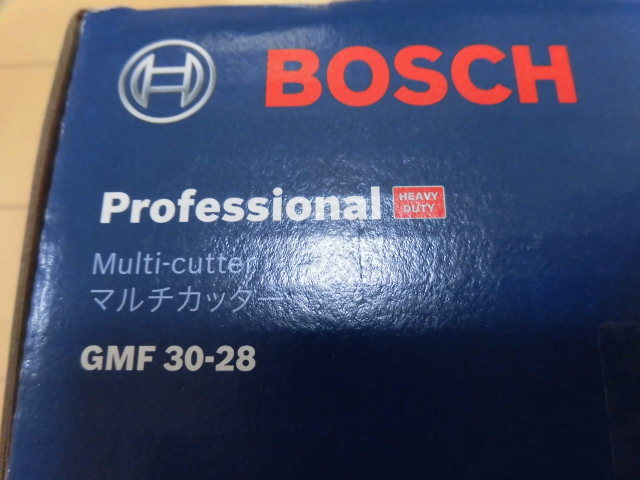 BOSCH
Professional HEAVY DUTY
Multi-cutter
マルチカッター
GMF 30-28